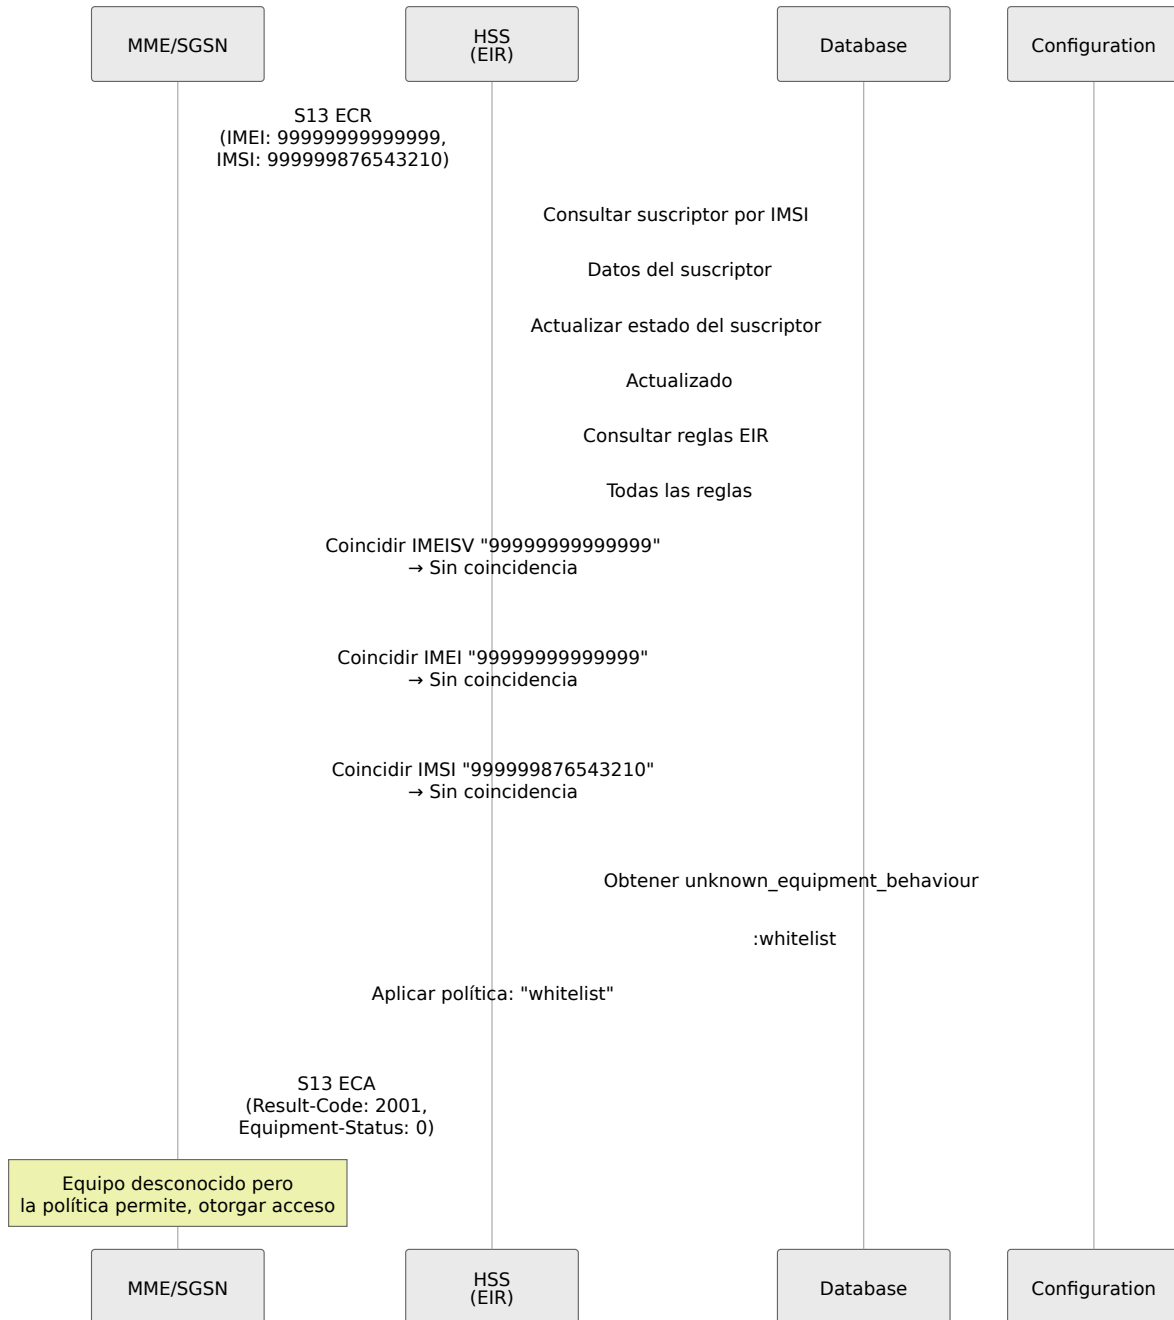 MME/SGSN
HSS
(EIR)
Database
Configuration
S13 ECR
(IMEI: 99999999999999,
IMSI: 999999876543210)
Consultar suscriptor por IMSI
Datos del suscriptor
Actualizar estado del suscriptor
Actualizado
Consultar reglas EIR
Todas las reglas
Coincidir IMEISV "99999999999999"
→ Sin coincidencia
Coincidir IMEI "99999999999999"
→ Sin coincidencia
Coincidir IMSI "999999876543210"
→ Sin coincidencia
Obtener unknown_equipment_behaviour
:whitelist
Aplicar política: "whitelist"
S13 ECA
(Result-Code: 2001,
Equipment-Status: 0)
Equipo desconocido pero
la política permite, otorgar acceso
MME/SGSN
HSS
(EIR)
Database
Configuration